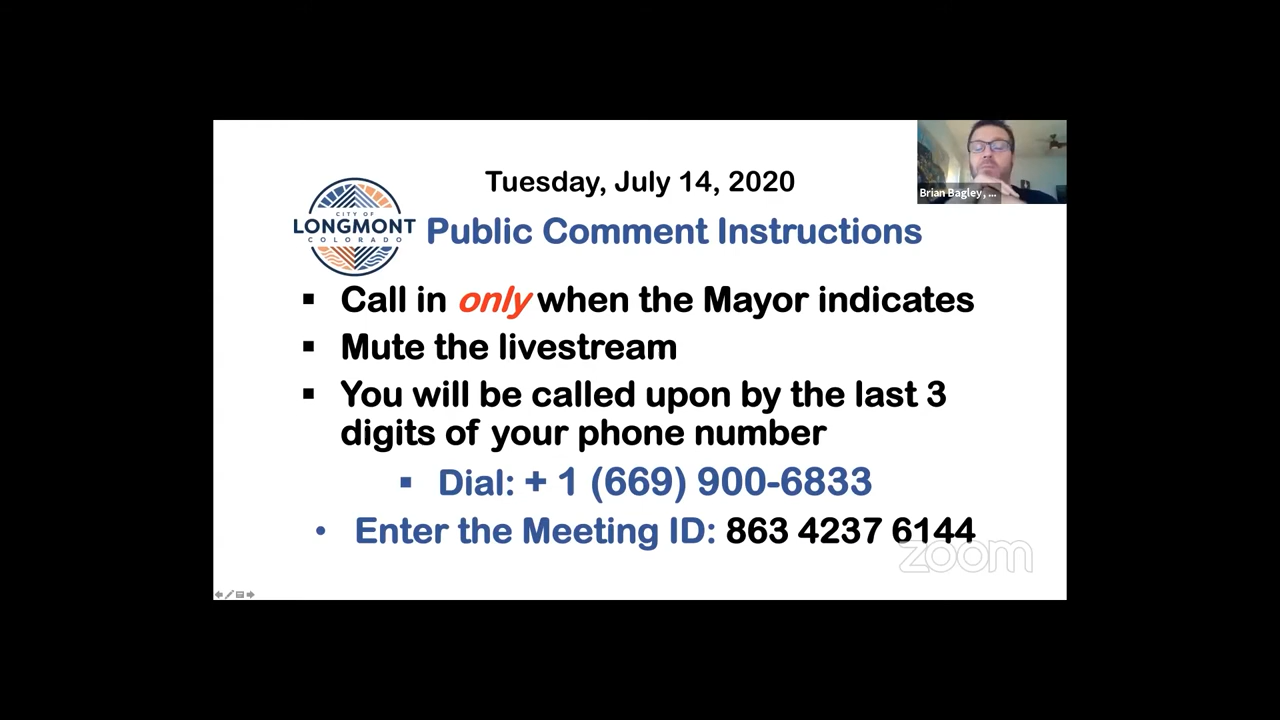 Tuesday, July 14, 2020
Brian Bagley, ...
CITY OF
LONGMONT
COLORADO
Public Comment Instructions
▪ Call in only when the Mayor indicates
▪ Mute the livestream
▪ You will be called upon by the last 3
digits of your phone number
▪ Dial: + 1 (669) 900-6833
• Enter the Meeting ID: 863 4237 6144
zoom